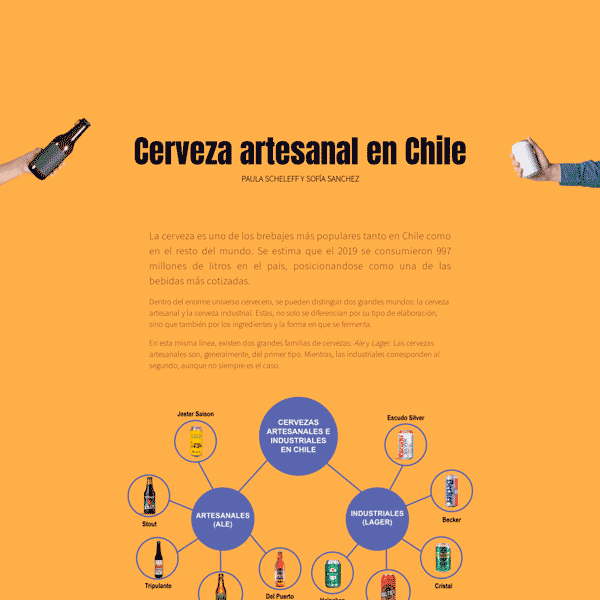 Cerveza artesanal en Chile
PAULA SCHELEFF Y SOFÍA SANCHEZ
La cerveza es uno de los brebajes más populares tanto en Chile como
en el resto del mundo. Se estima que el 2019 se consumieron 997
millones de litros en el país, posicionandose como una de las
bebidas más cotizadas.
Dentro del enorme universo cervecero, se pueden distinguir dos grandes mundos: la cerveza
artesanal y la cerveza industrial. Estas, no solo se diferencian por su tipo de elaboración,
sino que también por los ingredientes y la forma en que se fermenta.
En esta misma línea, existen dos grandes familias de cervezas: Ale y Lager. Las cervezas
artesanales son, generalmente, del primer tipo. Mientras, las industriales corresponden al
segundo, aunque no siempre es el caso.
Jester Saison
Escudo Silver
CERVEZAS
ARTESANALES E
INDUSTRIALES
EN CHILE
Stout
ARTESANALES
(ALE)
INDUSTRIALES
(LAGER)
Becker
Tripulante
Del Puerto
Cristal